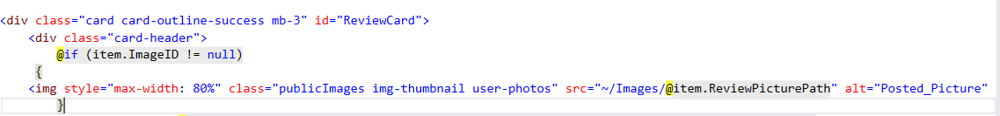 <div class="card card-outline-success mb-3" id="ReviewCard">
<div class="card-header">
@if (item.ImageID != null)
{
<img style="max-width: 80%" class="publicImages img-thumbnail user-photos" src="~/Images/@item.ReviewPicturePath" alt="Posted_Picture"
}